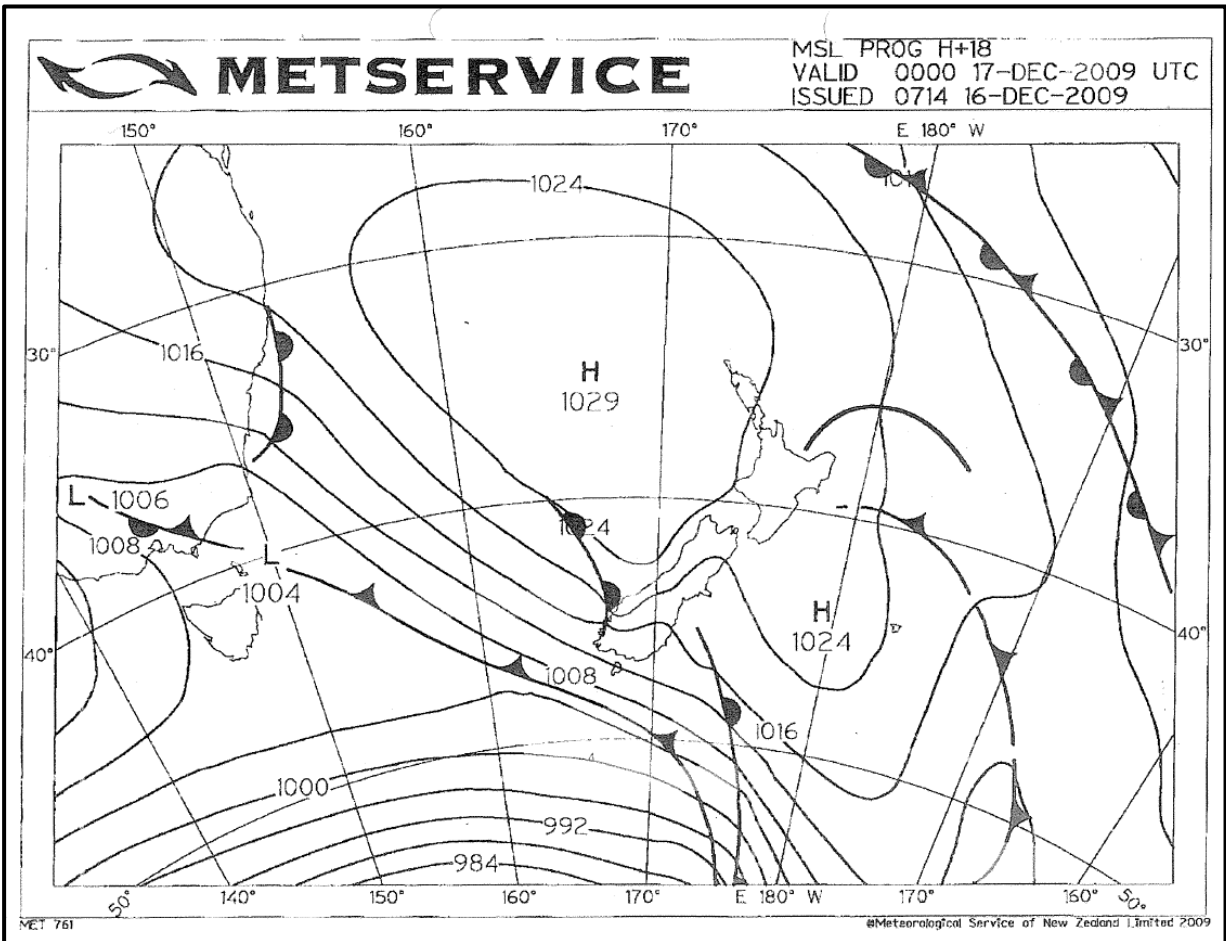 METSERVICE
MSL PROG H+18
VALID 0000 17-DEC-2009 UTC
ISSUED 0714 16-DEC-2009
150° 160° 170° E 180° W
1024
1016
30° 30°
H
1029
L 1006
1008
1024
L
1004
H
1024
40° 40°
1008
1016
1000
992
984
50° 140° 150° 160° 170° E 180° W 170° 160° 50°
MET 761
©Meteorological Service of New Zealand Limited 2009